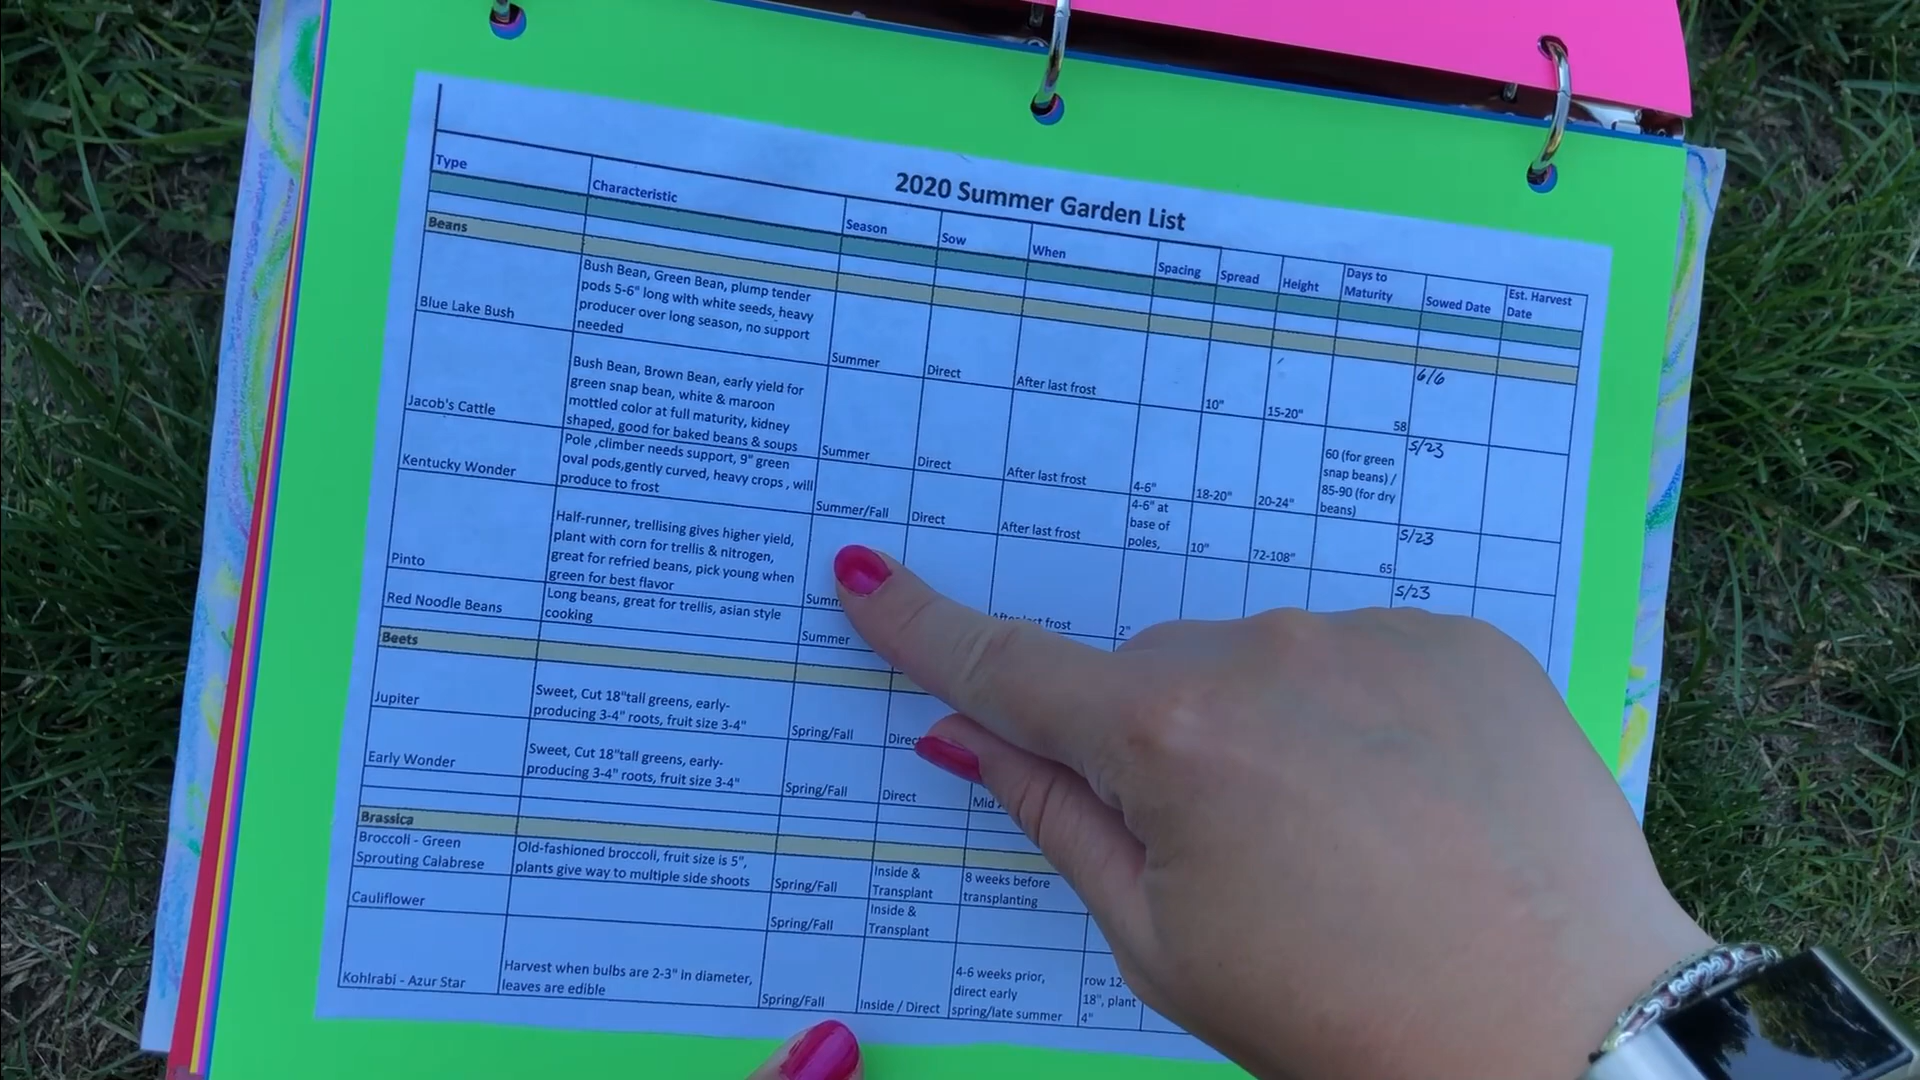 2020 Summer Garden List
Type
Characteristic
Season
Sow
When
Spacing
Spread
Height
Days to
Maturity
Sowed Date
Est. Harvest
Date
Beans
Blue Lake Bush
Bush Bean, Green Bean, plump tender
pods 5-6" long with white seeds, heavy
producer over long season, no support
needed
Summer
Direct
After last frost
10"
15-20"
58
6/6
Jacob's Cattle
Bush Bean, Brown Bean, early yield for
green snap bean, white & maroon
mottled color at full maturity, kidney
shaped, good for baked beans & soups
Summer
Direct
After last frost
4-6"
18-20"
20-24"
60 (for green
snap beans) /
85-90 (for dry
beans)
5/23
Kentucky Wonder
Pole ,climber needs support, 9" green
oval pods,gently curved, heavy crops , will
produce to frost
Summer/Fall
Direct
After last frost
4-6" at
base of
poles,
10"
72-108"
65
5/23
Pinto
Half-runner, trellising gives higher yield,
plant with corn for trellis & nitrogen,
great for refried beans, pick young when
green for best flavor
Summ
frost
2"
5/23
Red Noodle Beans
Long beans, great for trellis, asian style
cooking
Summer
Beets
Jupiter
Sweet, Cut 18"tall greens, early-
producing 3-4" roots, fruit size 3-4"
Spring/Fall
Direct
Early Wonder
Sweet, Cut 18"tall greens, early-
producing 3-4" roots, fruit size 3-4"
Spring/Fall
Direct
Mid
Brassica
Broccoli - Green
Sprouting Calabrese
Old-fashioned broccoli, fruit size is 5",
plants give way to multiple side shoots
Spring/Fall
Inside &
Transplant
8 weeks before
transplanting
Cauliflower
Spring/Fall
Inside &
Transplant
Kohlrabi - Azur Star
Harvest when bulbs are 2-3" in diameter,
leaves are edible
Spring/Fall
Inside / Direct
4-6 weeks prior,
direct early
spring/late summer
row 12-
18", plant
4"